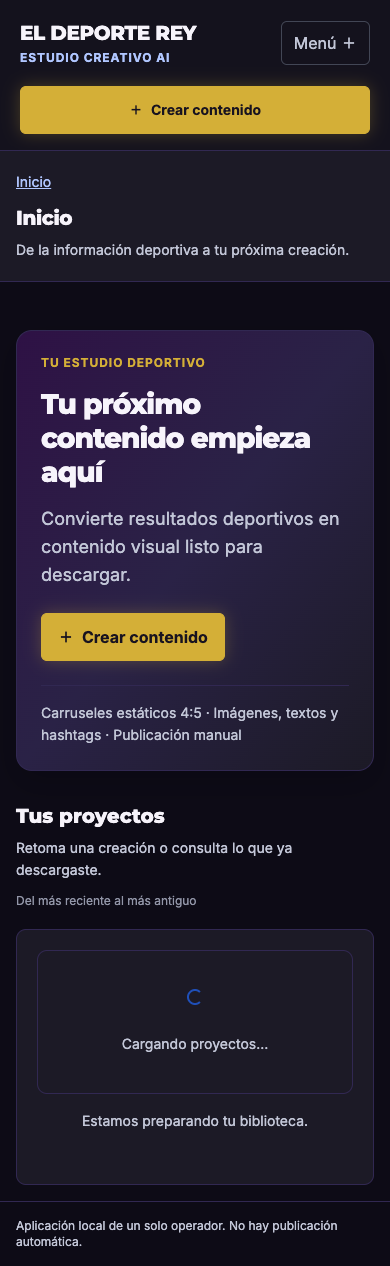 EL DEPORTE REY
ESTUDIO CREATIVO AI
Menú +
+ Crear contenido
Inicio
Inicio
De la información deportiva a tu próxima creación.
TU ESTUDIO DEPORTIVO
Tu próximo
contenido empieza
aquí
Convierte resultados deportivos en
contenido visual listo para
descargar.
+ Crear contenido
Carruseles estáticos 4:5 · Imágenes, textos y
hashtags · Publicación manual
Tus proyectos
Retoma una creación o consulta lo que ya
descargaste.
Del más reciente al más antiguo
Cargando proyectos...
Estamos preparando tu biblioteca.
Aplicación local de un solo operador. No hay publicación
automática.